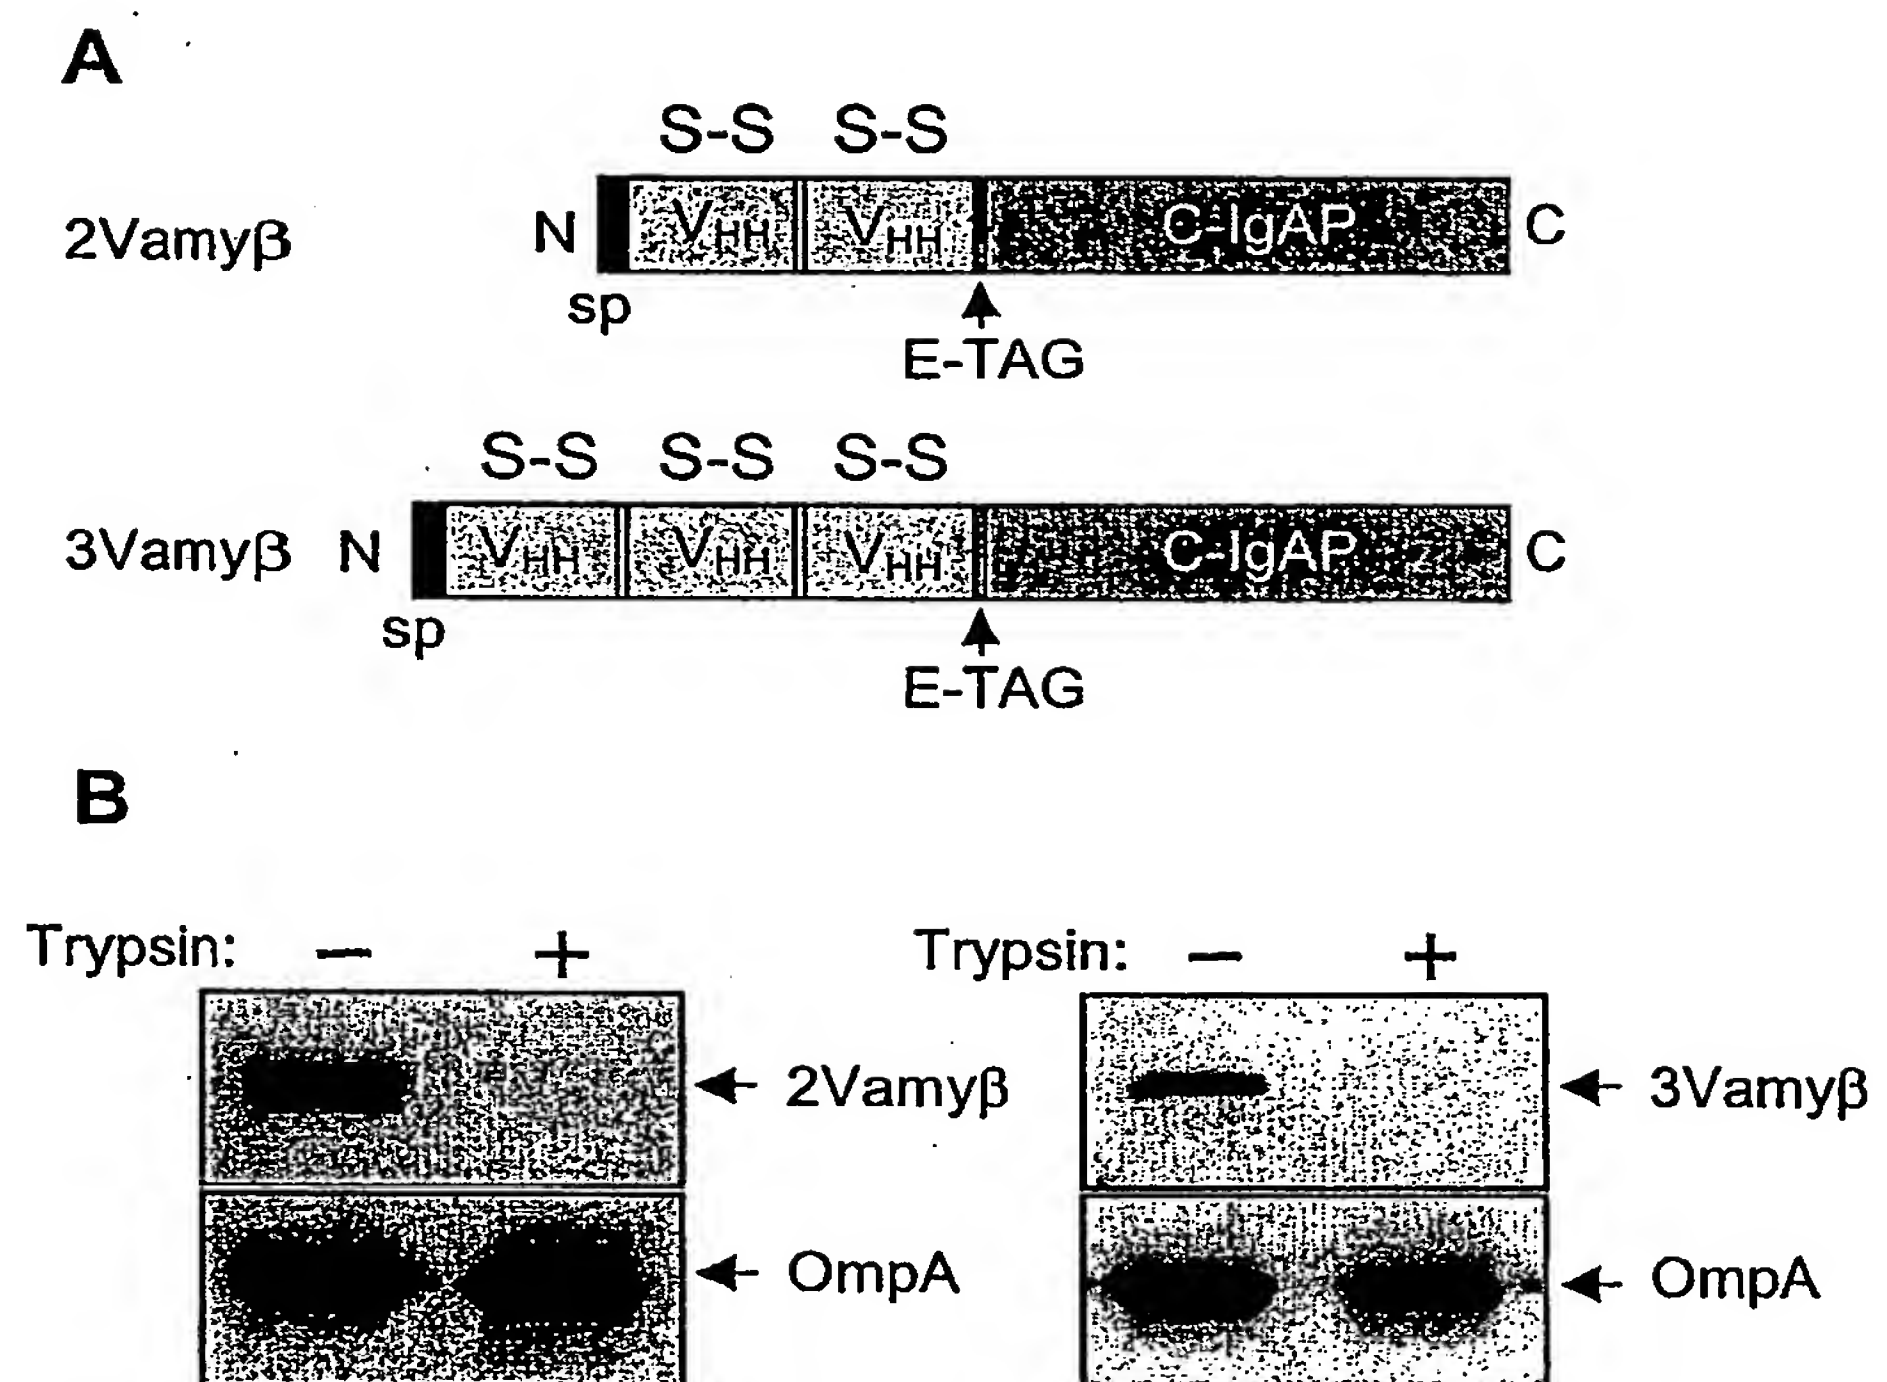 A
S-S S-S
2Vamyβ N VHH VHH C-IgAP C
sp
E-TAG
S-S S-S S-S
3Vamyβ N VHH VHH VHH C-IgAP C
sp
E-TAG
B
Trypsin: – + Trypsin: – +
2Vamyβ 3Vamyβ
OmpA OmpA